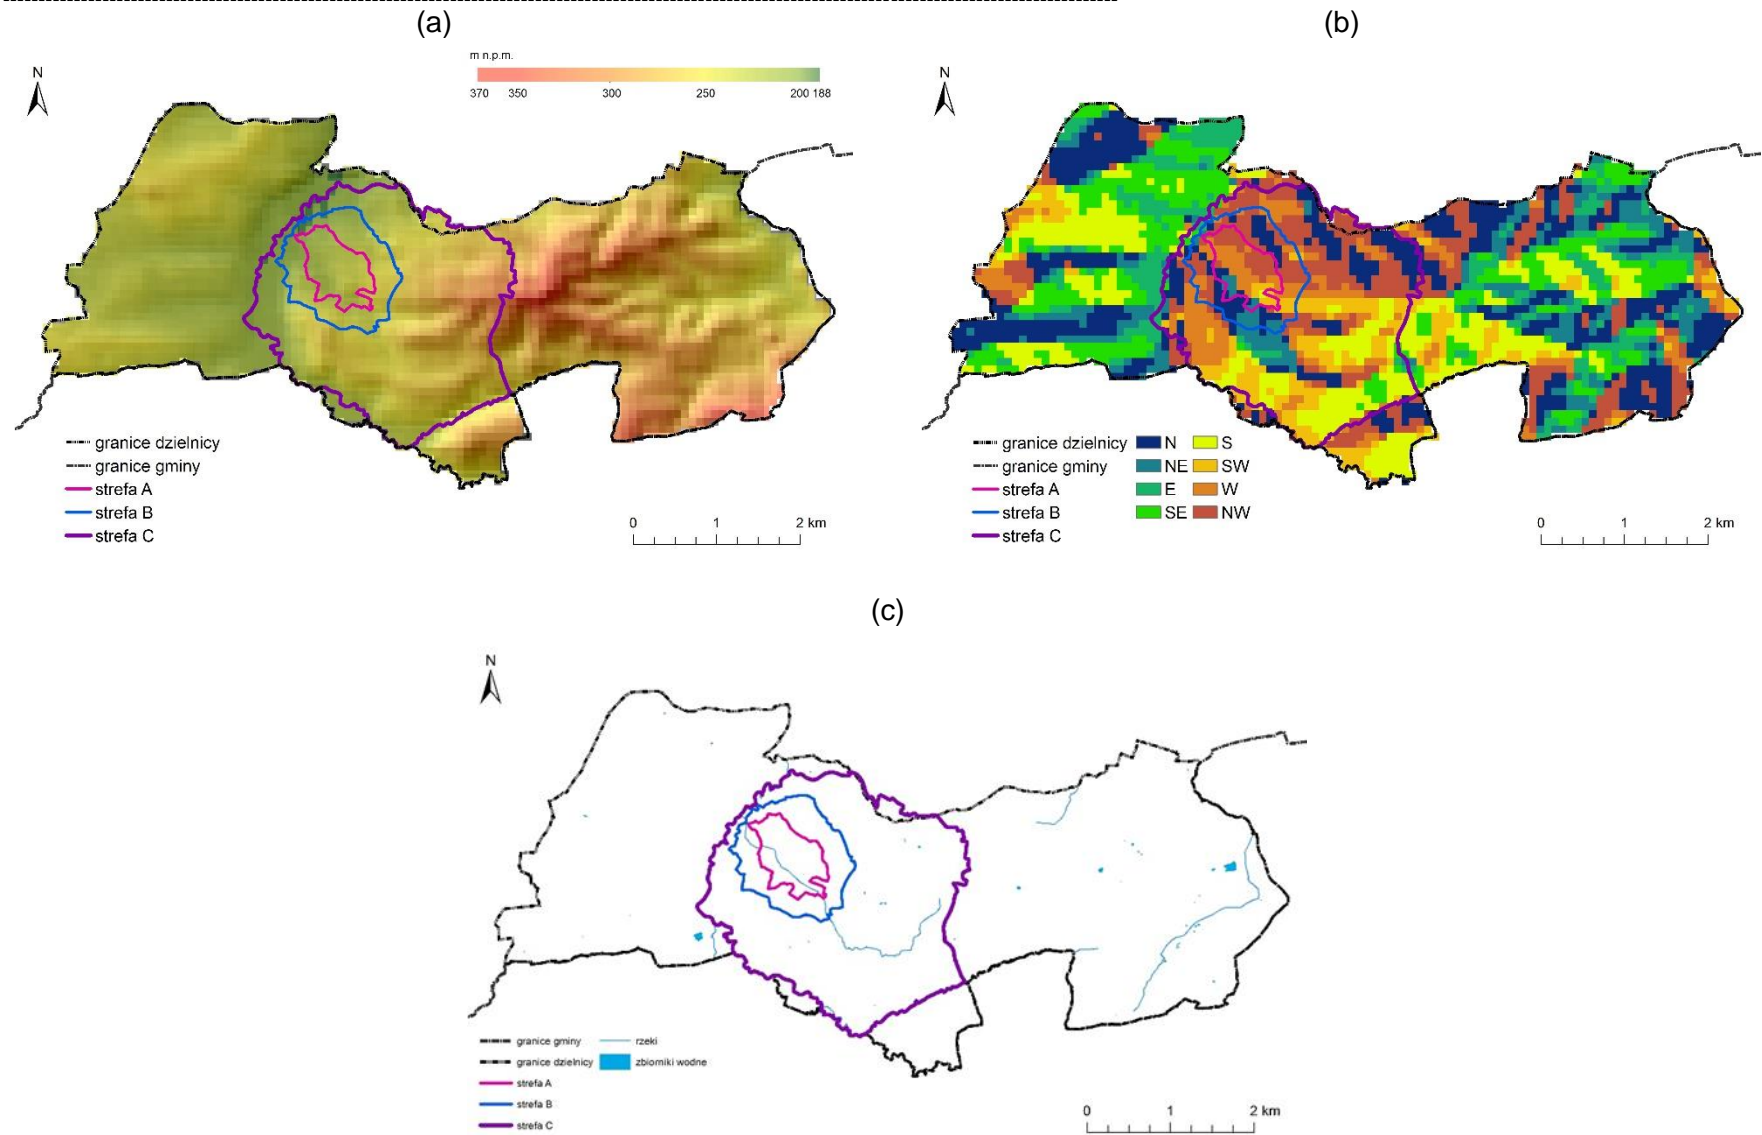 (a)
(b)
m n.p.m.
370 350 300 250 200 188
N
granice dzielnicy
granice gminy
strefa A
strefa B
strefa C
0 1 2 km
N
granice dzielnicy
granice gminy
strefa A
strefa B
strefa C
N S
NE SW
E W
SE NW
0 1 2 km
(c)
N
granice gminy rzeki
granice dzielnicy zbiorniki wodne
strefa A
strefa B
strefa C
0 1 2 km